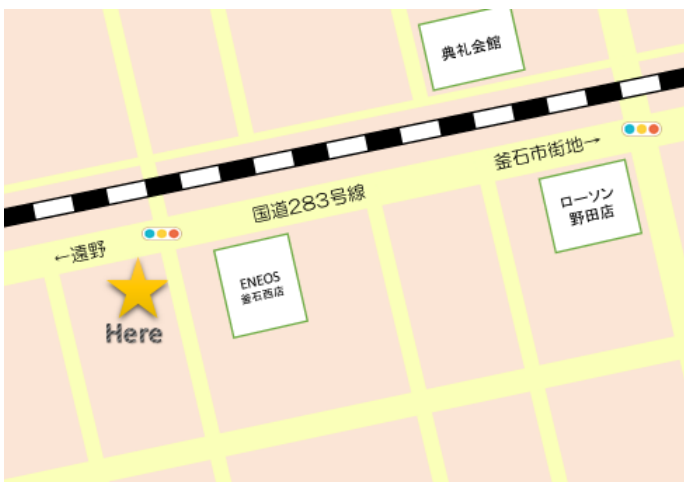 典礼会館
釜石市街地→
ローソン
野田店
国道283号線
←遠野
ENEOS
釜石西店
Here